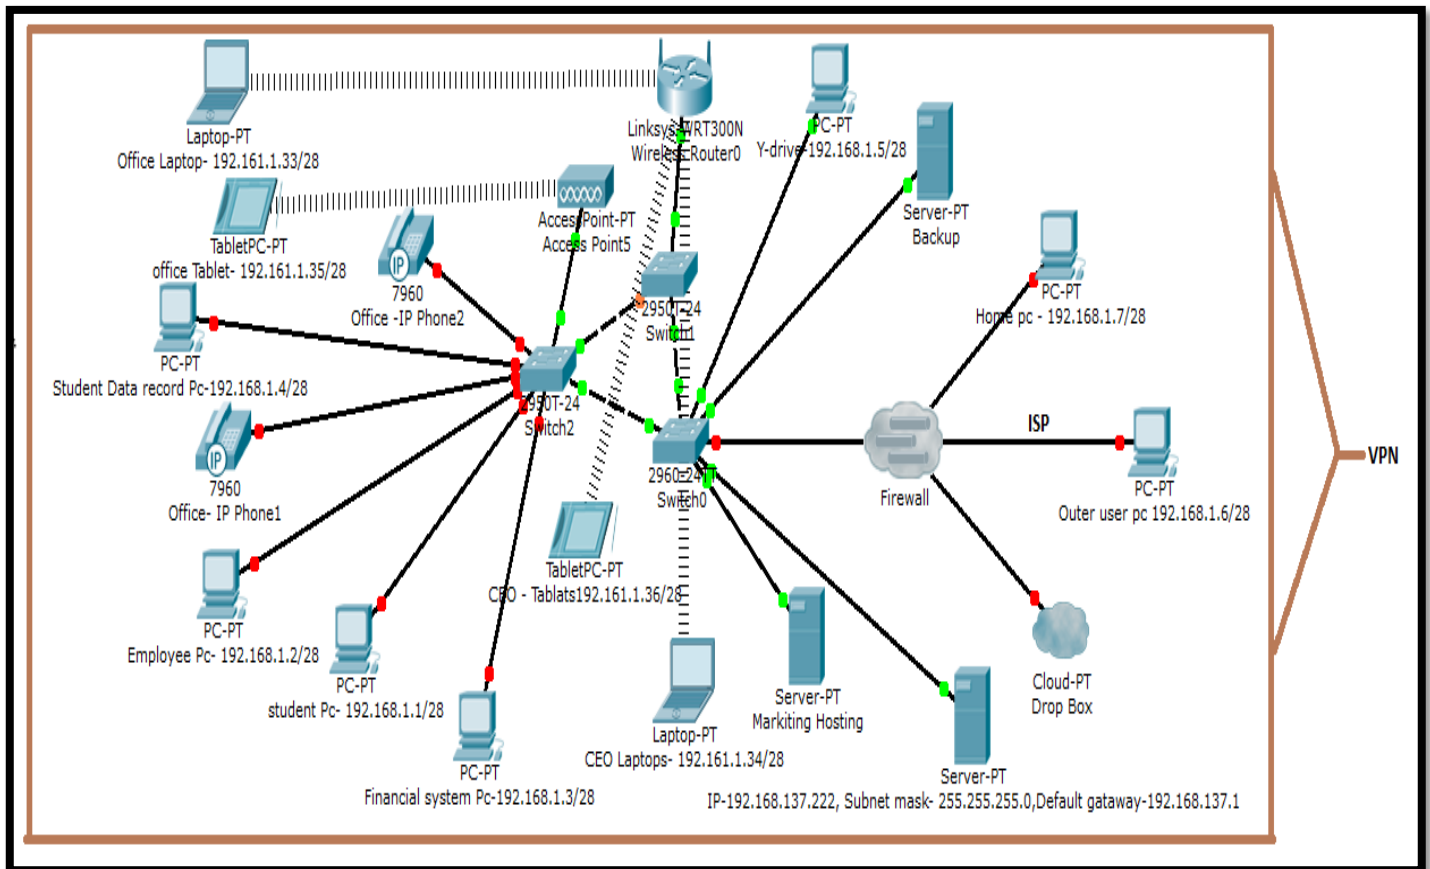 Laptop-PT
Office Laptop- 192.161.1.33/28
TabletPC-PT
office Tablet- 192.161.1.35/28
IP
7960
Office -IP Phone2
AccessPoint-PT
Access Point5
Linksys-WRT300N
Wireless Router0
PC-PT
Y-drive-192.168.1.5/28
Server-PT
Backup
PC-PT
Home pc - 192.168.1.7/28
2950T-24
Switch1
PC-PT
Student Data record Pc-192.168.1.4/28
2950T-24
Switch2
IP
7960
Office- IP Phone1
2960-24TT
Switch0
Firewall
ISP
PC-PT
Outer user pc 192.168.1.6/28
VPN
TabletPC-PT
CEO - Tablats192.161.1.36/28
PC-PT
Employee Pc- 192.168.1.2/28
PC-PT
student Pc- 192.168.1.1/28
PC-PT
Financial system Pc-192.168.1.3/28
Laptop-PT
CEO Laptops- 192.161.1.34/28
Server-PT
Markiting Hosting
Cloud-PT
Drop Box
Server-PT
IP-192.168.137.222, Subnet mask- 255.255.255.0,Default gataway-192.168.137.1